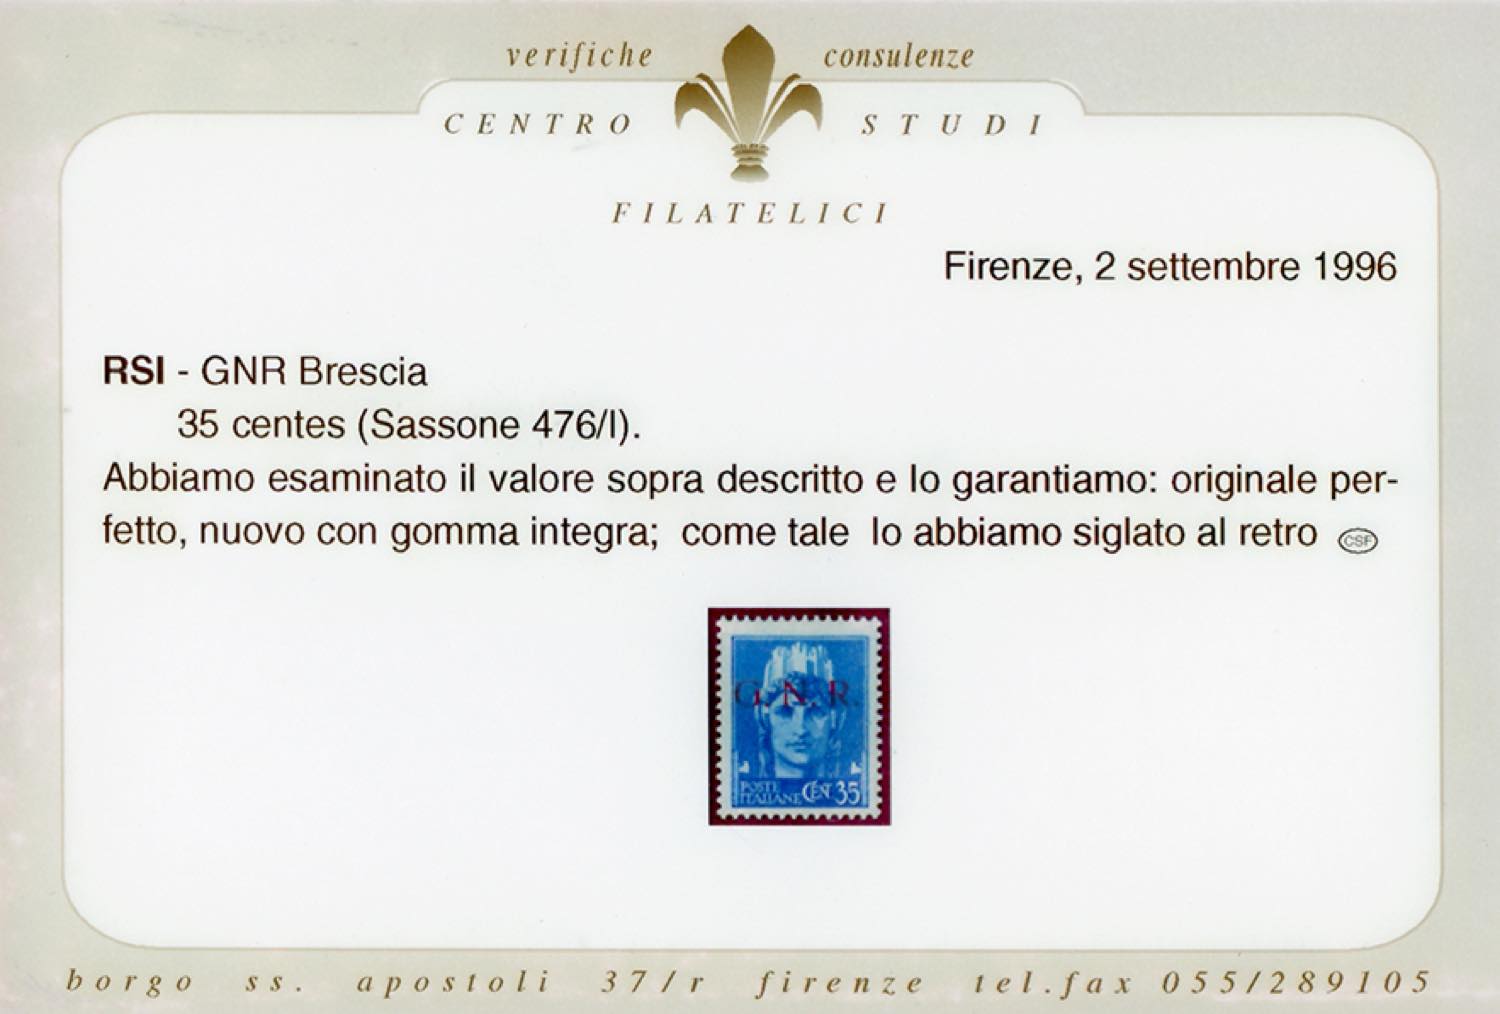 verifiche consulenze
CENTRO STUDI
FILATELICI
Firenze, 2 settembre 1996
RSI - GNR Brescia
35 centes (Sassone 476/I).
Abbiamo esaminato il valore sopra descritto e lo garantiamo: originale per-
fetto, nuovo con gomma integra; come tale lo abbiamo siglato al retro CSF
G. N. R.
POSTE
ITALIANE CENT 35
borgo ss. apostoli 37/r firenze tel.fax 055/289105